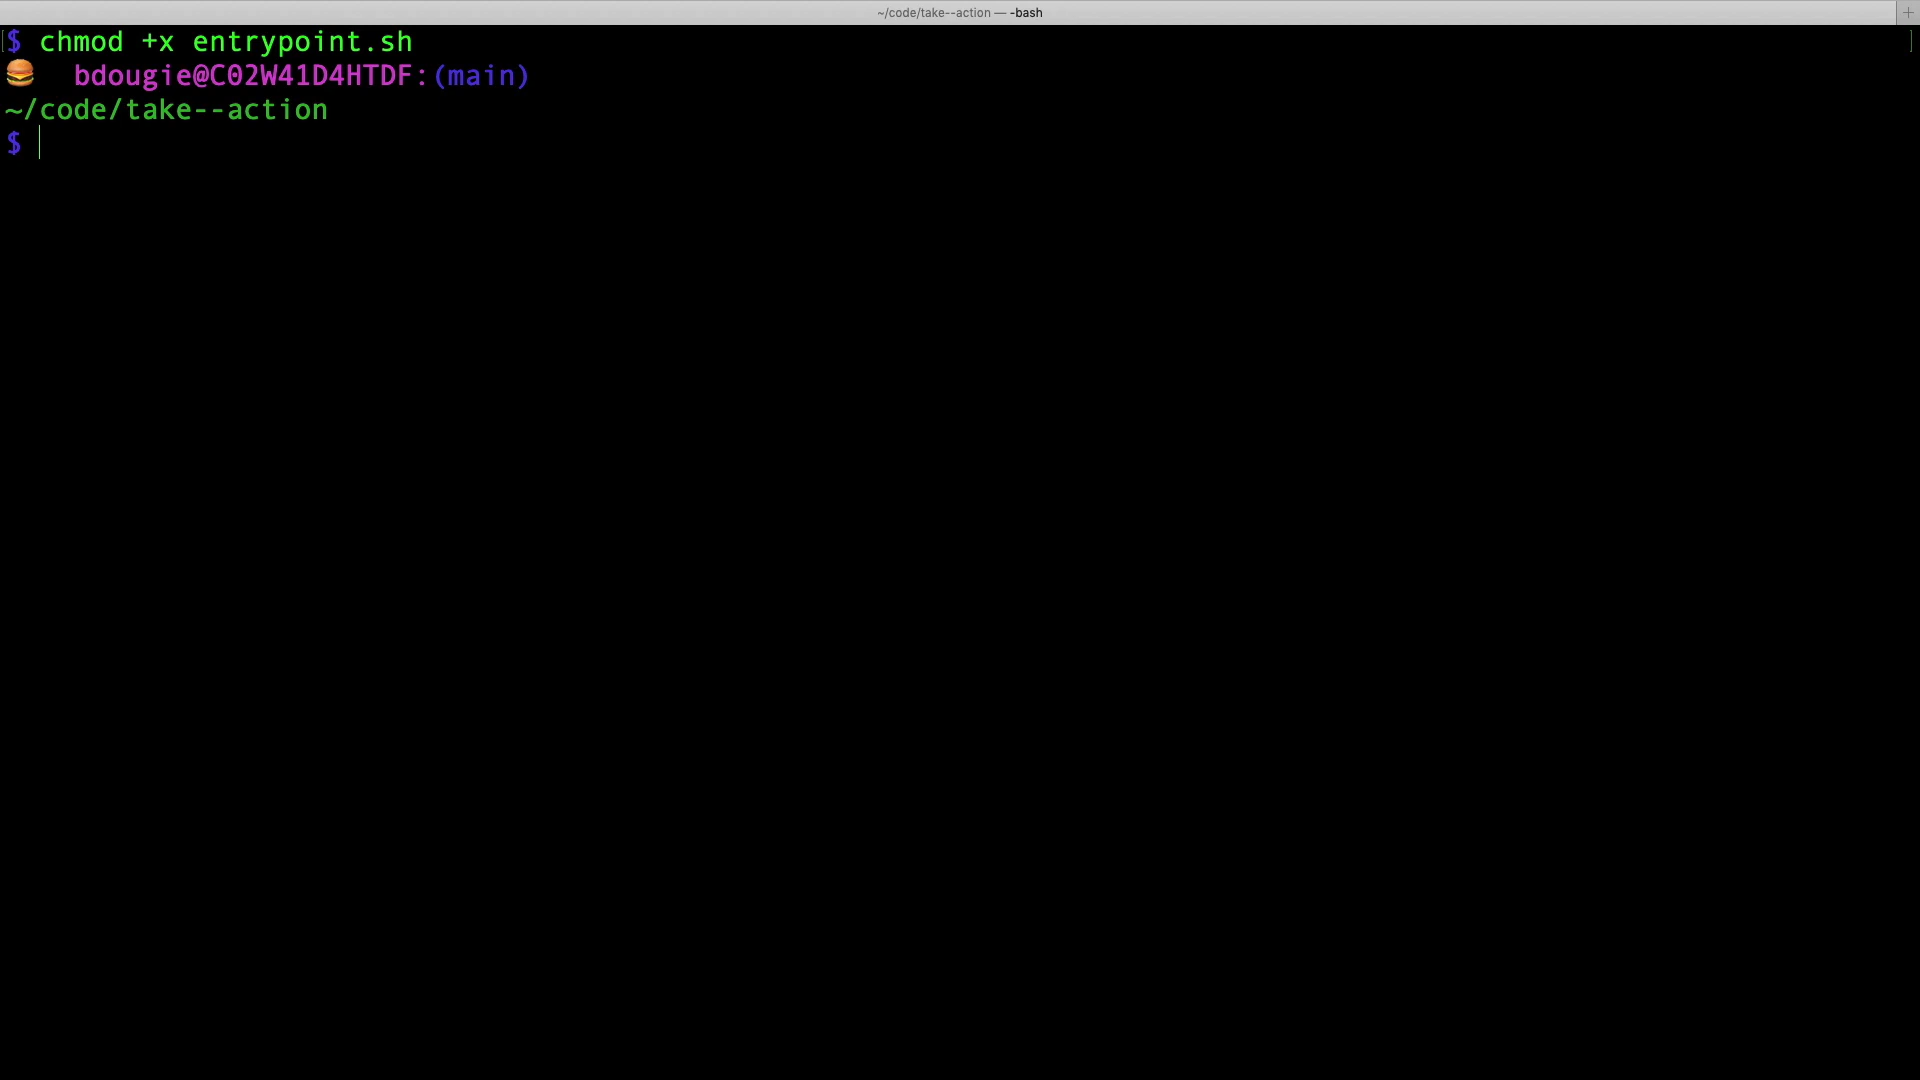 ~/code/take--action — -bash
$ chmod +x entrypoint.sh
🍔 bdougie@C02W41D4HTDF:(main)
~/code/take--action
$